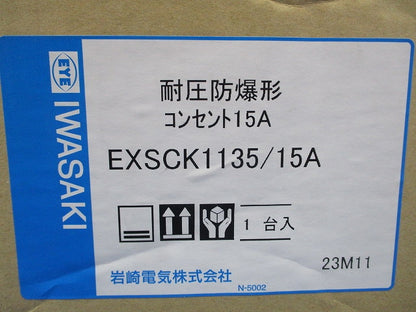 EYE
IWASAKI
耐圧防爆形
コンセント15A
EXSCK1135/15A
1 台入
岩崎電気株式会社
N-5002
23M11